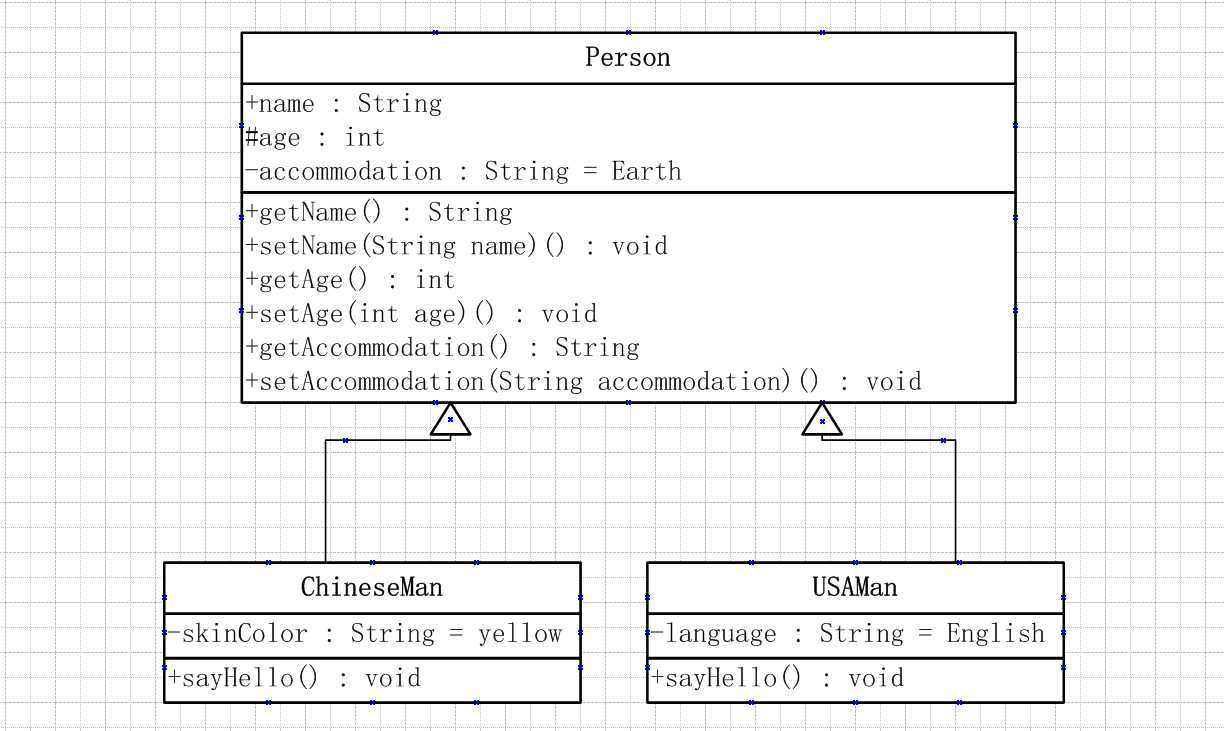 Person
+name : String
#age : int
-accommodation : String = Earth
+getName() : String
+setName(String name)() : void
+getAge() : int
+setAge(int age)() : void
+getAccommodation() : String
+setAccommodation(String accommodation)() : void
ChineseMan
-skinColor : String = yellow
+sayHello() : void
USAMan
-language : String = English
+sayHello() : void